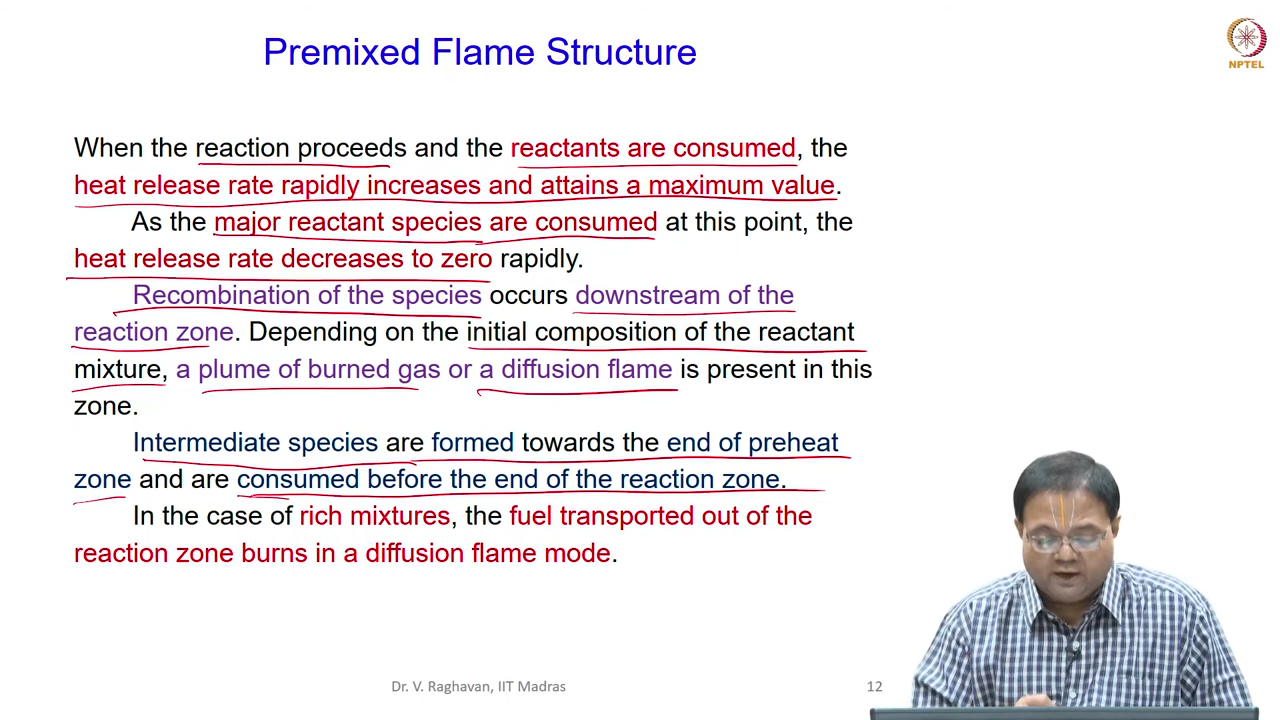 Premixed Flame Structure
NPTEL
When the reaction proceeds and the reactants are consumed, the
heat release rate rapidly increases and attains a maximum value.
As the major reactant species are consumed at this point, the
heat release rate decreases to zero rapidly.
Recombination of the species occurs downstream of the
reaction zone. Depending on the initial composition of the reactant
mixture, a plume of burned gas or a diffusion flame is present in this
zone.
Intermediate species are formed towards the end of preheat
zone and are consumed before the end of the reaction zone.
In the case of rich mixtures, the fuel transported out of the
reaction zone burns in a diffusion flame mode.
Dr. V. Raghavan, IIT Madras
12